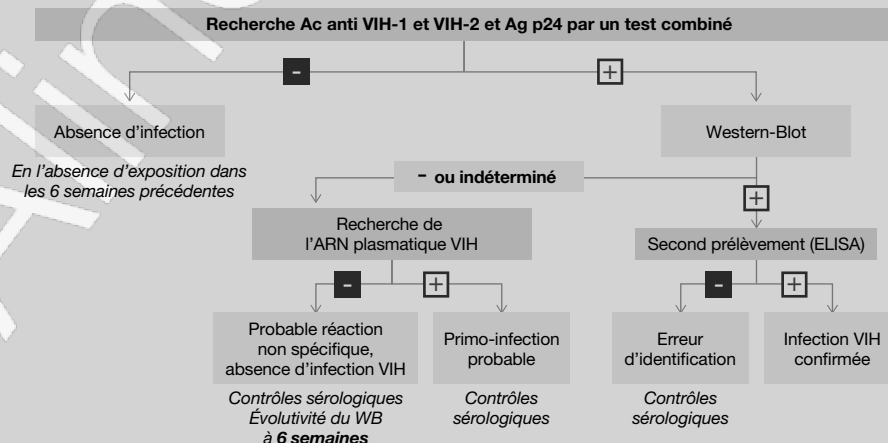 Recherche Ac anti VIH-1 et VIH-2 et Ag p24 par un test combiné
-
+
Absence d'infection
Western-Blot
En l'absence d'exposition dans
les 6 semaines précédentes
- ou indéterminé
+
Recherche de
l'ARN plasmatique VIH
Second prélèvement (ELISA)
-
+
-
+
Probable réaction
non spécifique,
absence d'infection VIH
Primo-infection
probable
Erreur
d'identification
Infection VIH
confirmée
Contrôles sérologiques
Évolutivité du WB
à 6 semaines
Contrôles
sérologiques
Contrôles
sérologiques